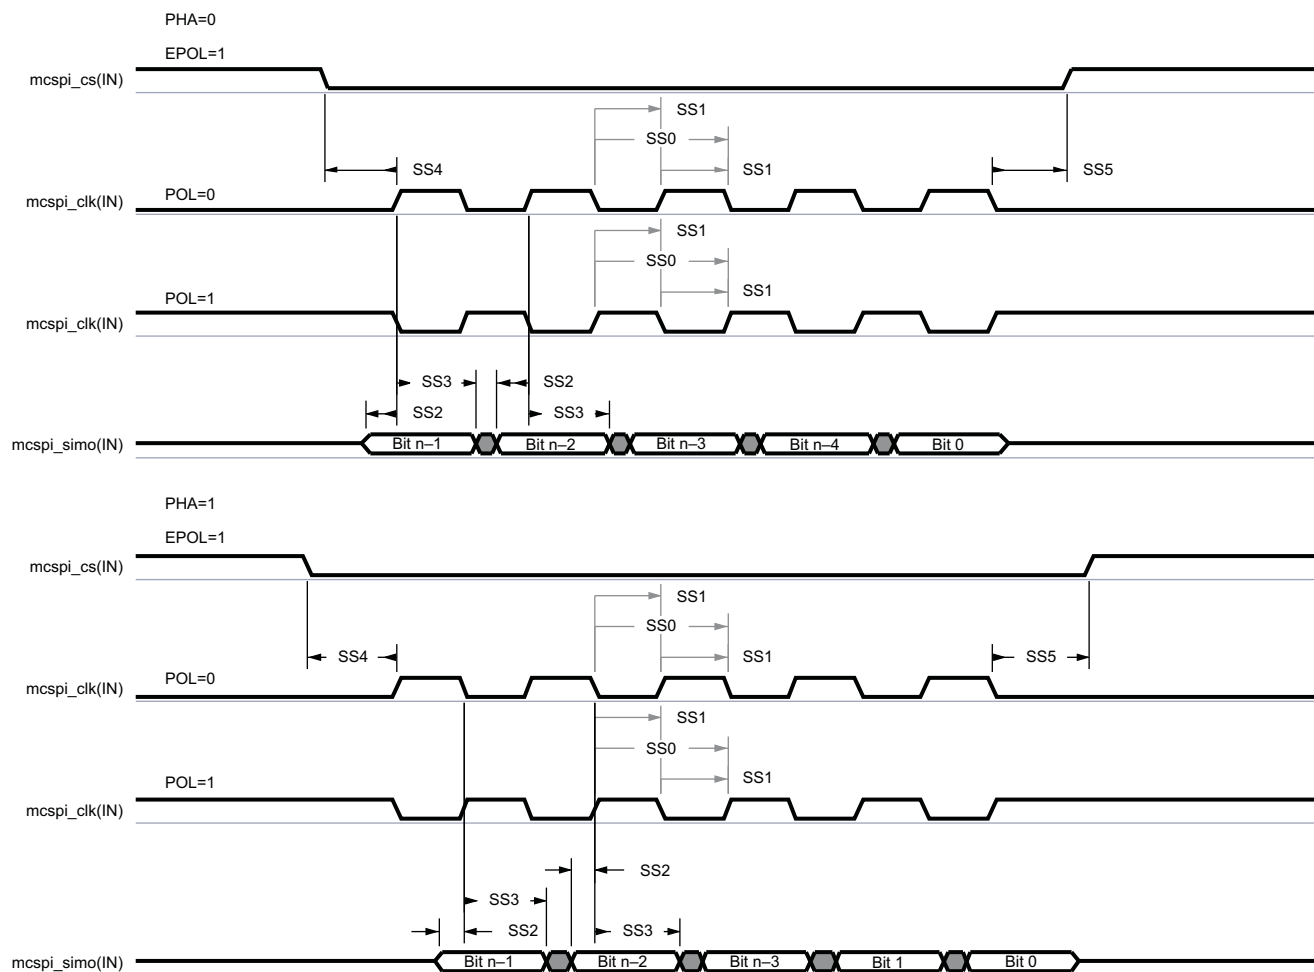 PHA=0
EPOL=1
mcspi_cs(IN)
SS1
SS0
SS4
SS1
SS5
POL=0
mcspi_clk(IN)
SS1
SS0
SS1
POL=1
mcspi_clk(IN)
SS3
SS2
SS2
SS3
mcspi_simo(IN)
Bit n–1
Bit n–2
Bit n–3
Bit n–4
Bit 0
PHA=1
EPOL=1
mcspi_cs(IN)
SS1
SS0
SS4
SS1
SS5
POL=0
mcspi_clk(IN)
SS1
SS0
SS1
POL=1
mcspi_clk(IN)
SS2
SS3
SS2
SS3
mcspi_simo(IN)
Bit n–1
Bit n–2
Bit n–3
Bit 1
Bit 0